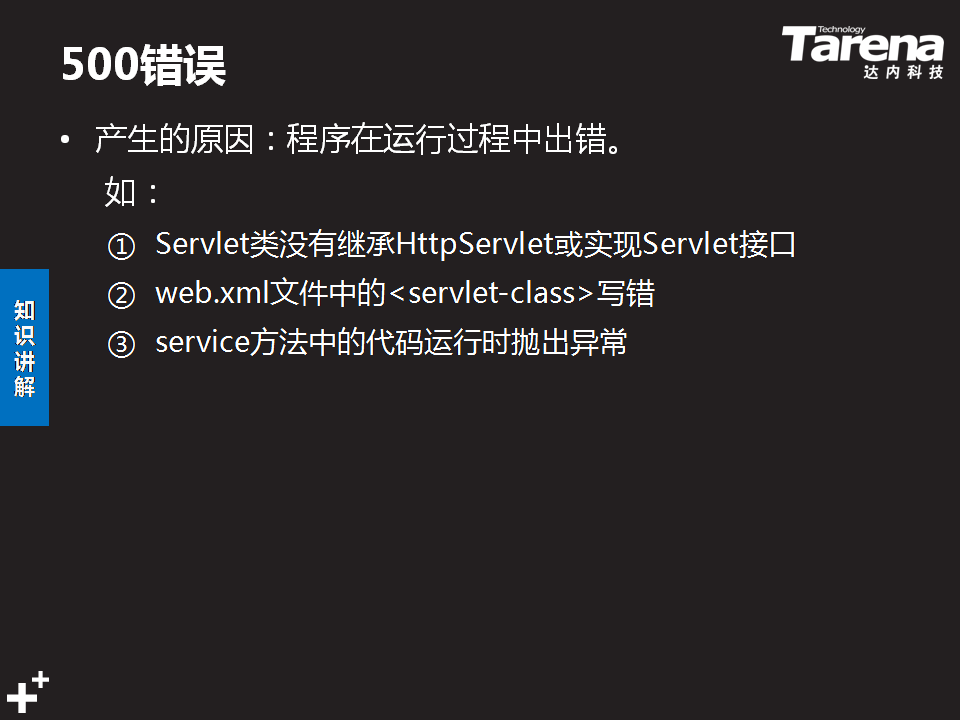 500错误
Technology
Tarena
达内科技
• 产生的原因：程序在运行过程中出错。
如：
① Servlet类没有继承HttpServlet或实现Servlet接口
② web.xml文件中的<servlet-class>写错
③ service方法中的代码运行时抛出异常
知识讲解